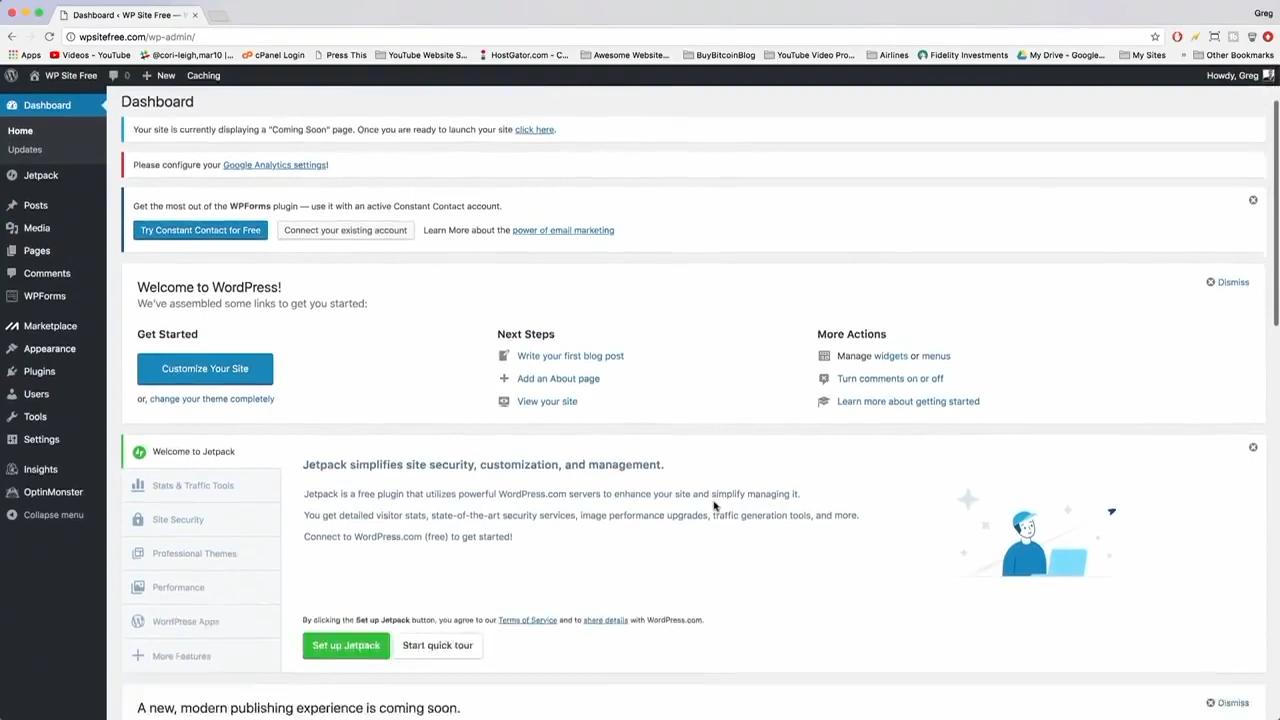 Dashboard ‹ WP Site Free —
Greg
wpsitefree.com/wp-admin/
Apps Videos - YouTube @cori-leigh,mar10 |... cPanel Login Press This YouTube Website S... HostGator.com - C... Awesome Website... BuyBitcoinBlog YouTube Video Pro... Airlines Fidelity Investments My Drive - Google... My Sites » Other Bookmarks
WP Site Free 0 New Caching Howdy, Greg
Dashboard
Home
Updates
Jetpack
Posts
Media
Pages
Comments
WPForms
Marketplace
Appearance
Plugins
Users
Tools
Settings
Insights
OptinMonster
Collapse menu
Dashboard
Your site is currently displaying a "Coming Soon" page. Once you are ready to launch your site click here.
Please configure your Google Analytics settings!
Get the most out of the WPForms plugin — use it with an active Constant Contact account.
Try Constant Contact for Free Connect your existing account Learn More about the power of email marketing
Welcome to WordPress!
Dismiss
We've assembled some links to get you started:
Get Started
Customize Your Site
or, change your theme completely
Next Steps
Write your first blog post
Add an About page
View your site
More Actions
Manage widgets or menus
Turn comments on or off
Learn more about getting started
Welcome to Jetpack
Stats & Traffic Tools
Site Security
Professional Themes
Performance
WordPress Apps
More Features
Jetpack simplifies site security, customization, and management.
Jetpack is a free plugin that utilizes powerful WordPress.com servers to enhance your site and simplify managing it.
You get detailed visitor stats, state-of-the-art security services, image performance upgrades, traffic generation tools, and more.
Connect to WordPress.com (free) to get started!
By clicking the Set up Jetpack button, you agree to our Terms of Service and to share details with WordPress.com.
Set up Jetpack Start quick tour
A new, modern publishing experience is coming soon.
Dismiss